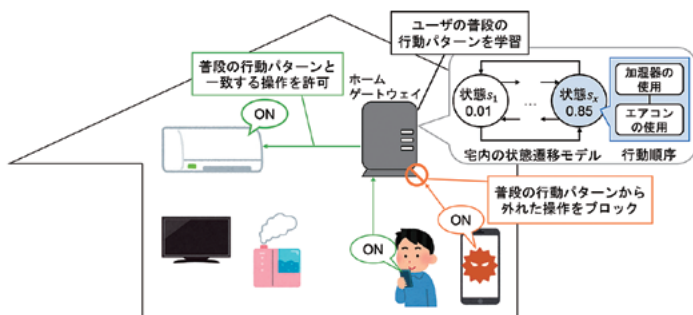 ユーザの普段の
行動パターンを学習
普段の行動パターンと
一致する操作を許可
ホーム
ゲートウェイ
状態s1
0.01
…
状態sx
0.85
加湿器の
使用
エアコン
の使用
宅内の状態遷移モデル
行動順序
ON
普段の行動パターンから
外れた操作をブロック
ON
ON